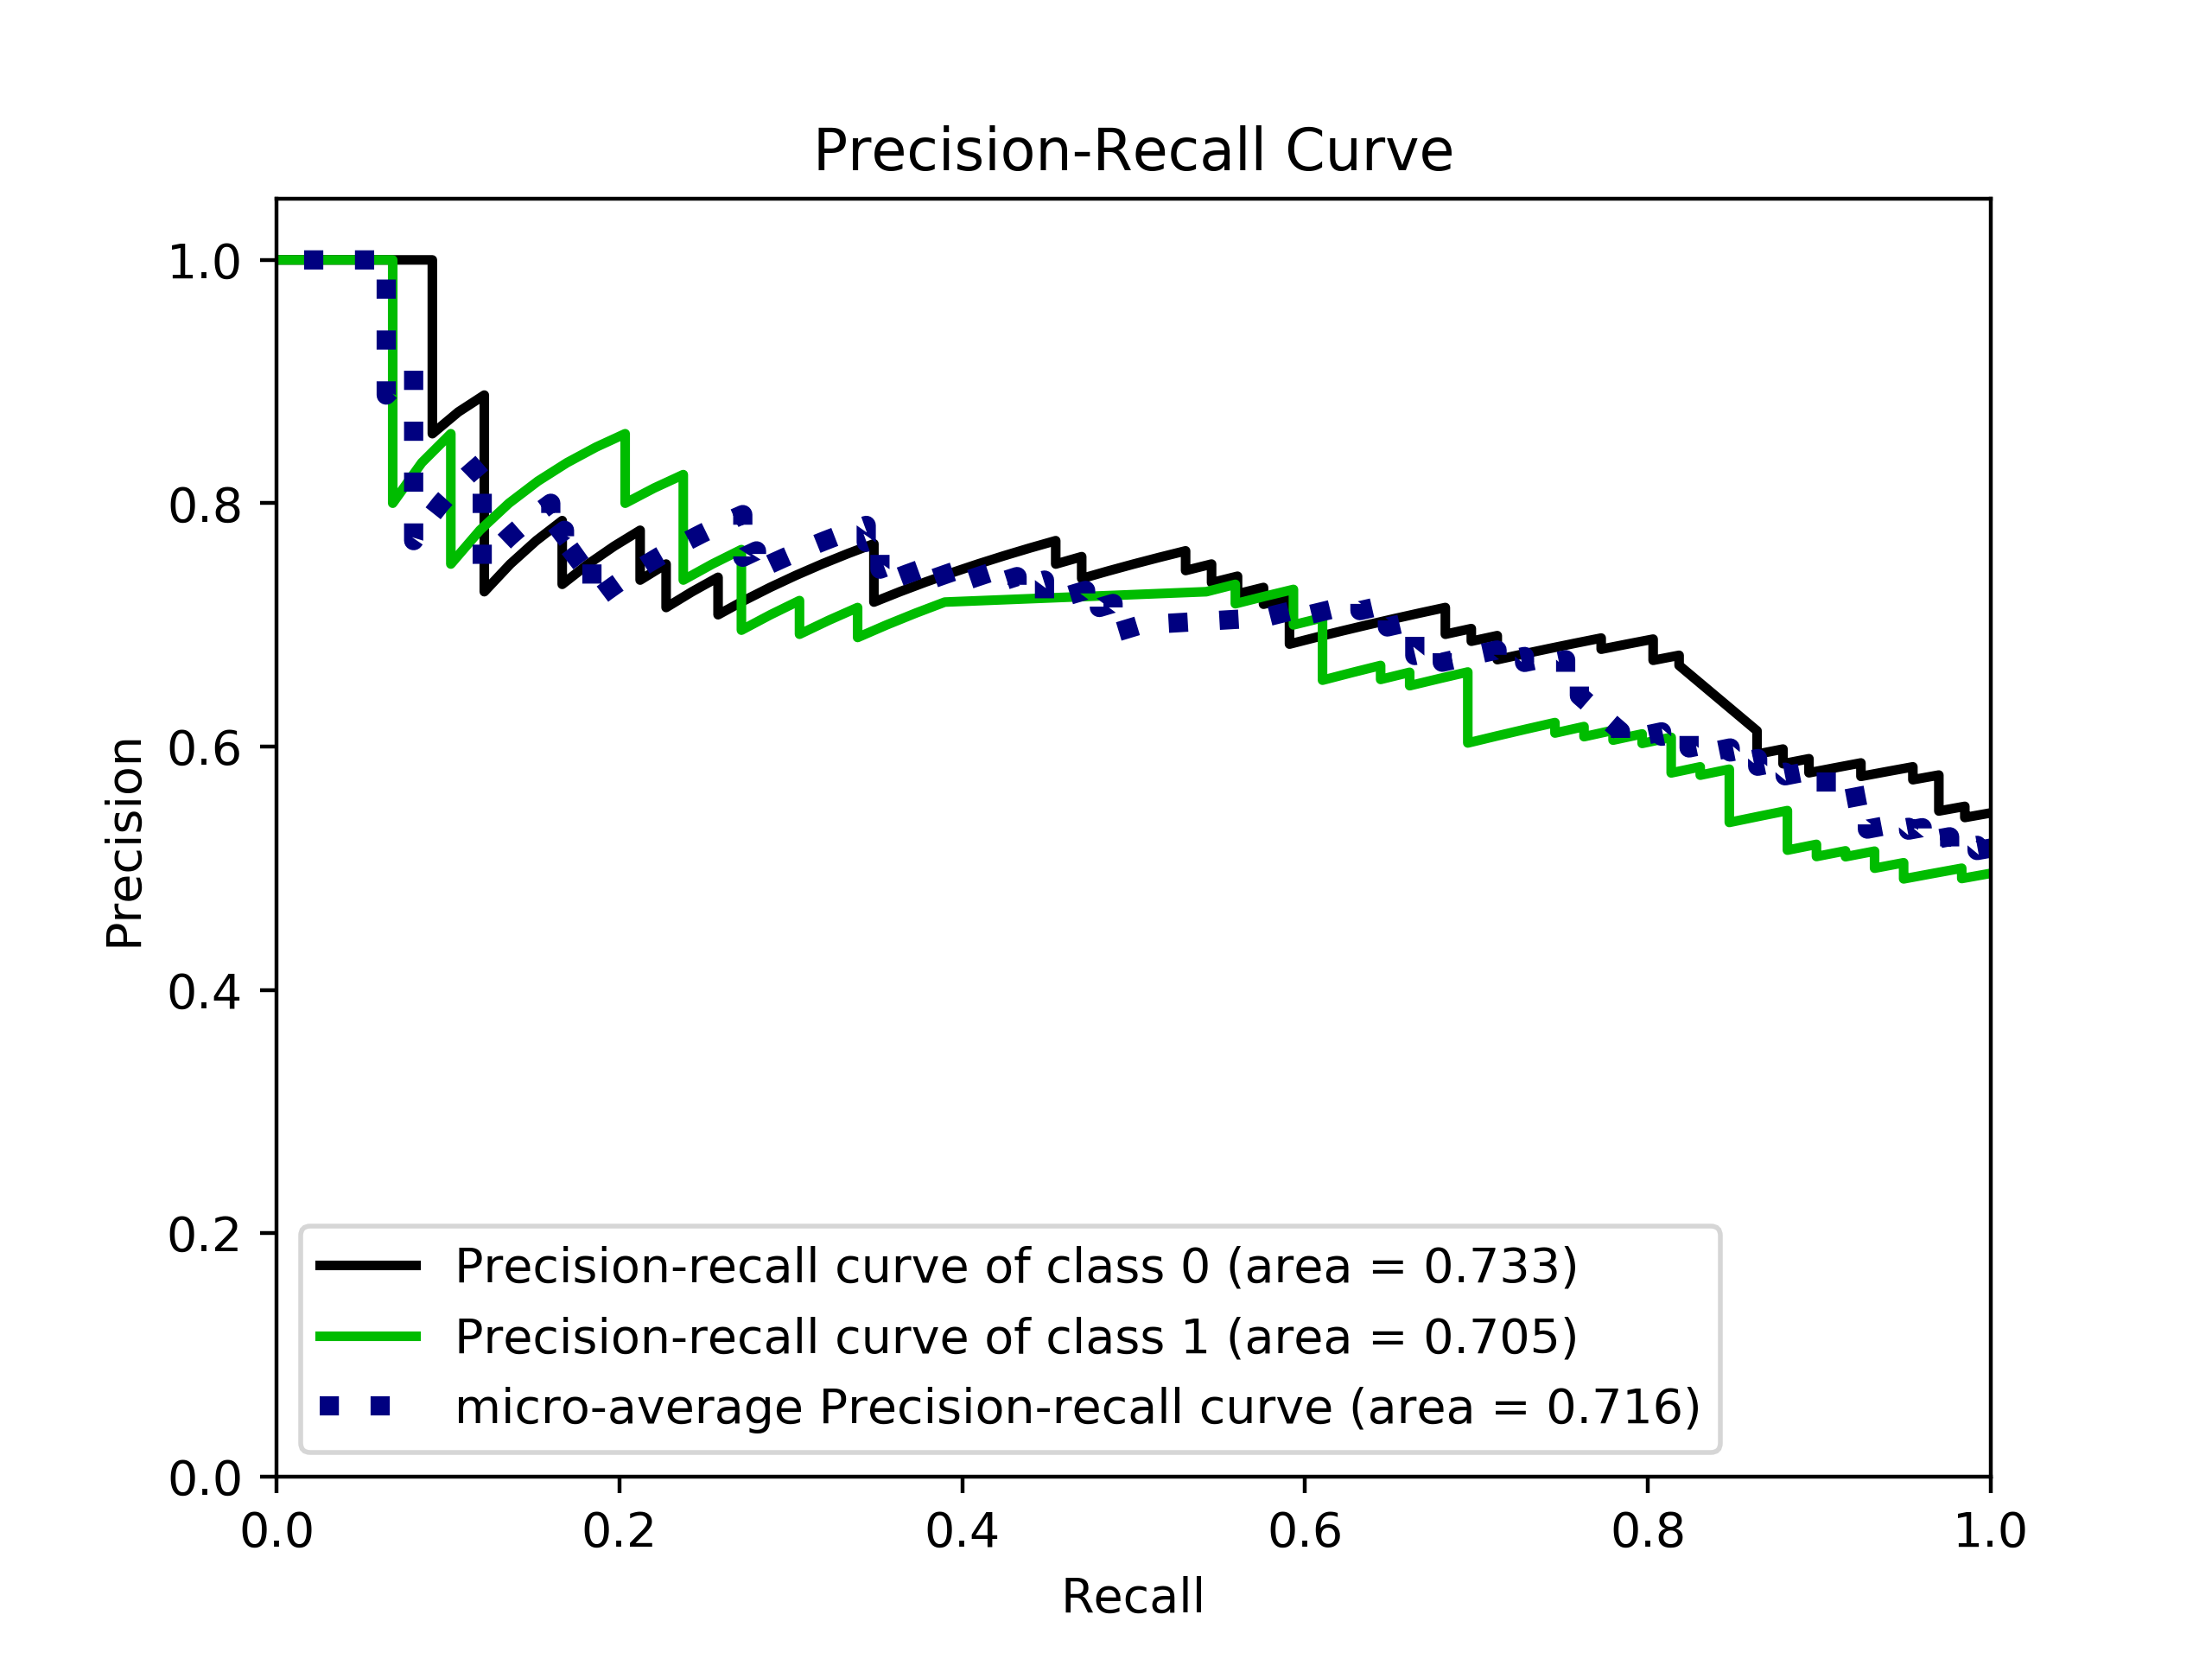 Precision-Recall Curve
1.0
0.8
0.6
0.4
0.2
0.0
Precision
Precision-recall curve of class 0 (area = 0.733)
Precision-recall curve of class 1 (area = 0.705)
micro-average Precision-recall curve (area = 0.716)
0.0 0.2 0.4 0.6 0.8 1.0
Recall